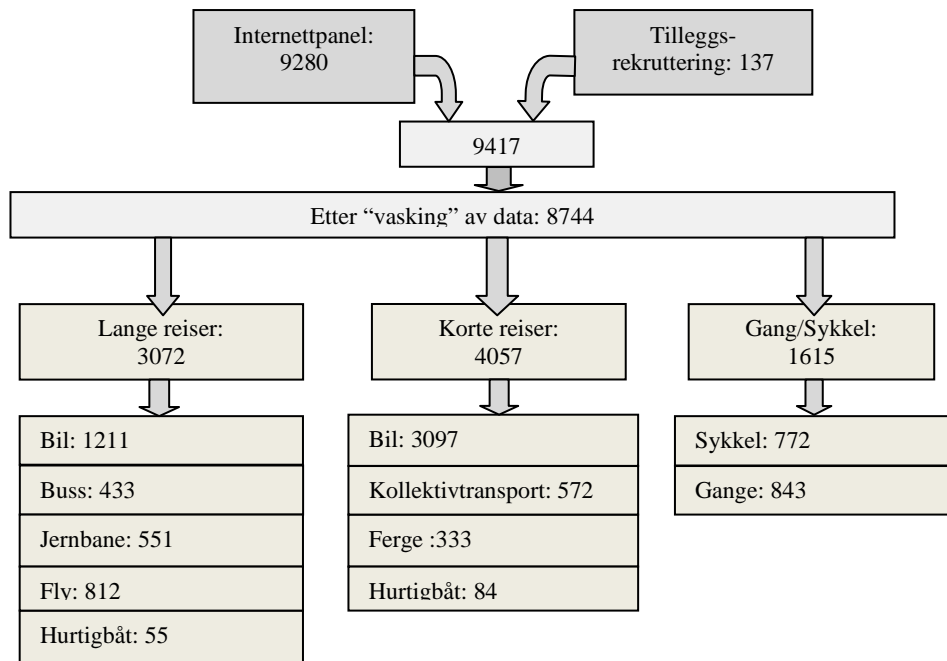 Internettpanel:
9280
Tilleggs-
rekruttering: 137
9417
Etter “vasking” av data: 8744
Lange reiser:
3072
Korte reiser:
4057
Gang/Sykkel:
1615
Bil: 1211
Buss: 433
Jernbane: 551
Fly: 812
Hurtigbåt: 55
Bil: 3097
Kollektivtransport: 572
Ferge :333
Hurtigbåt: 84
Sykkel: 772
Gange: 843